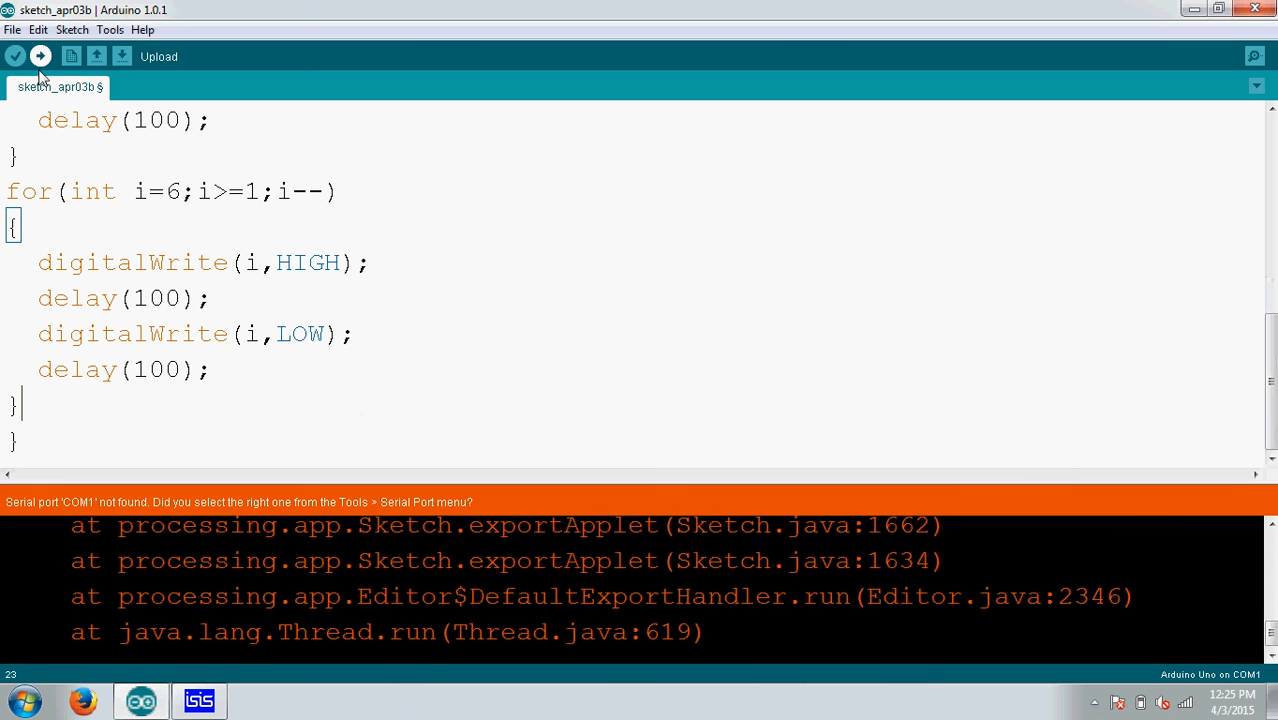 sketch_apr03b | Arduino 1.0.1
File Edit Sketch Tools Help
Upload
sketch_apr03b §
delay(100);
}
for(int i=6;i>=1;i--)
{
digitalWrite(i,HIGH);
delay(100);
digitalWrite(i,LOW);
delay(100);
}
}
Serial port 'COM1' not found. Did you select the right one from the Tools > Serial Port menu?
at processing.app.Sketch.exportApplet(Sketch.java:1662)
at processing.app.Sketch.exportApplet(Sketch.java:1634)
at processing.app.Editor$DefaultExportHandler.run(Editor.java:2346)
at java.lang.Thread.run(Thread.java:619)
23
Arduino Uno on COM1
isis
12:25 PM
4/3/2015